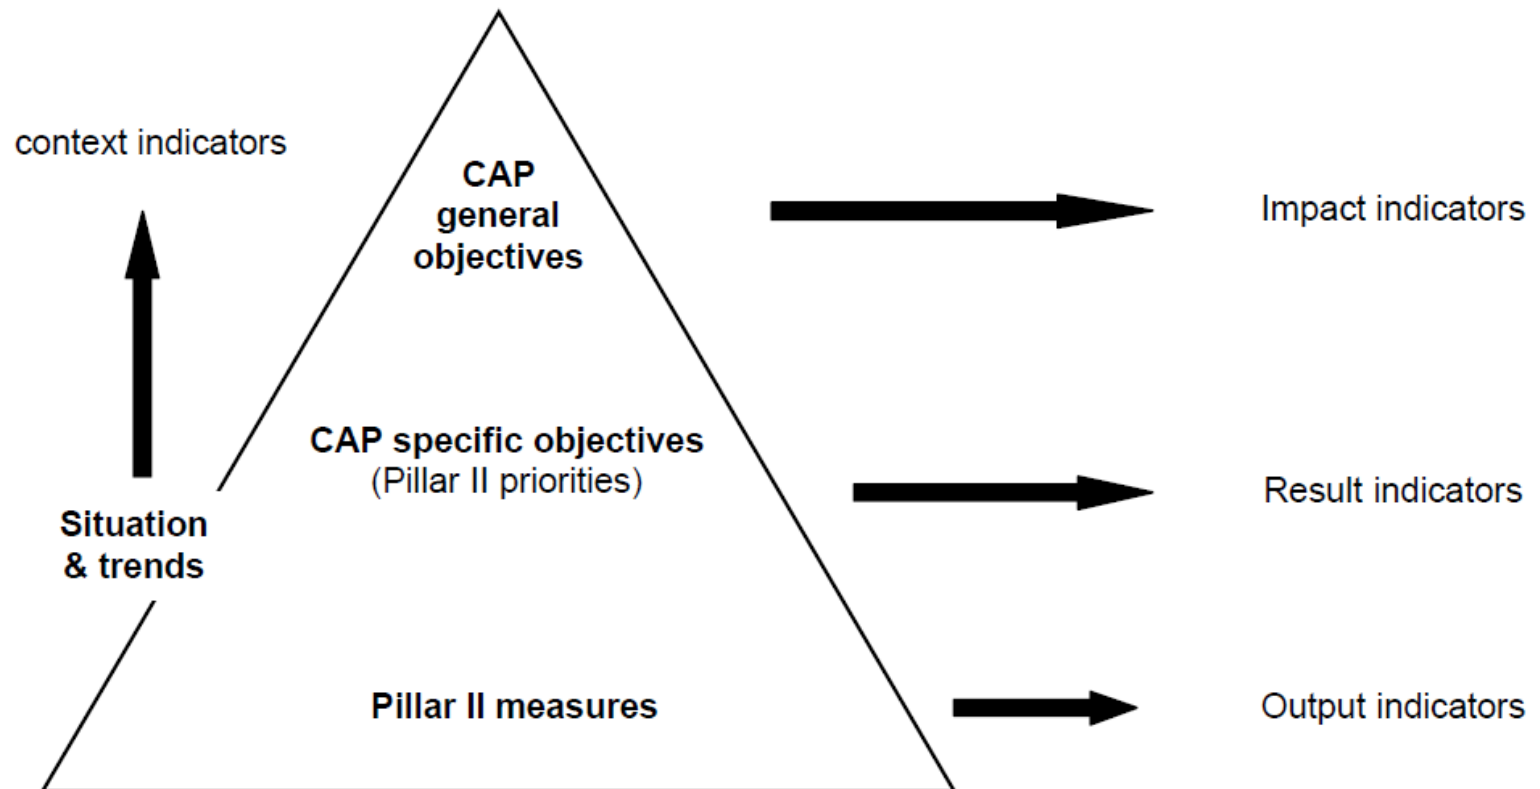 context indicators
CAP
general
objectives
Impact indicators
CAP specific objectives
(Pillar II priorities)
Result indicators
Situation
& trends
Pillar II measures
Output indicators